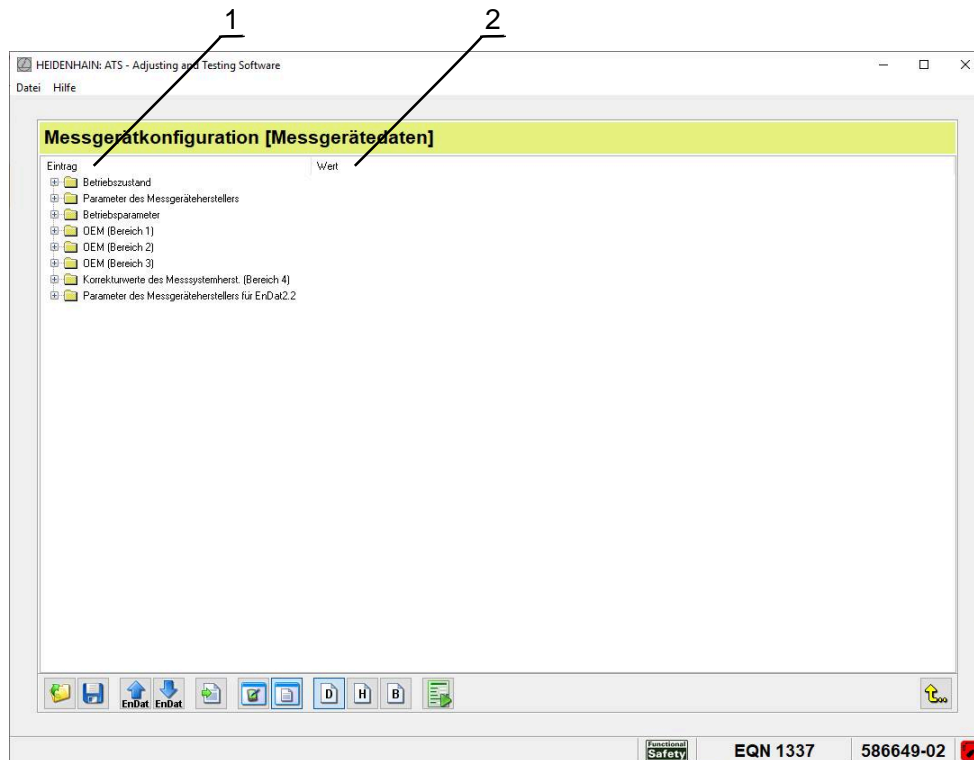 1 2
HEIDENHAIN: ATS - Adjusting and Testing Software
Datei Hilfe
Messgerätkonfiguration [Messgerätedaten]
Eintrag Wert
Betriebszustand
Parameter des Messgeräteherstellers
Betriebsparameter
OEM (Bereich 1)
OEM (Bereich 2)
OEM (Bereich 3)
Korrekturwerte des Messsystemherst. (Bereich 4)
Parameter des Messgeräteherstellers für EnDat2.2
EnDat EnDat D H B
Functional
Safety EQN 1337 586649-02